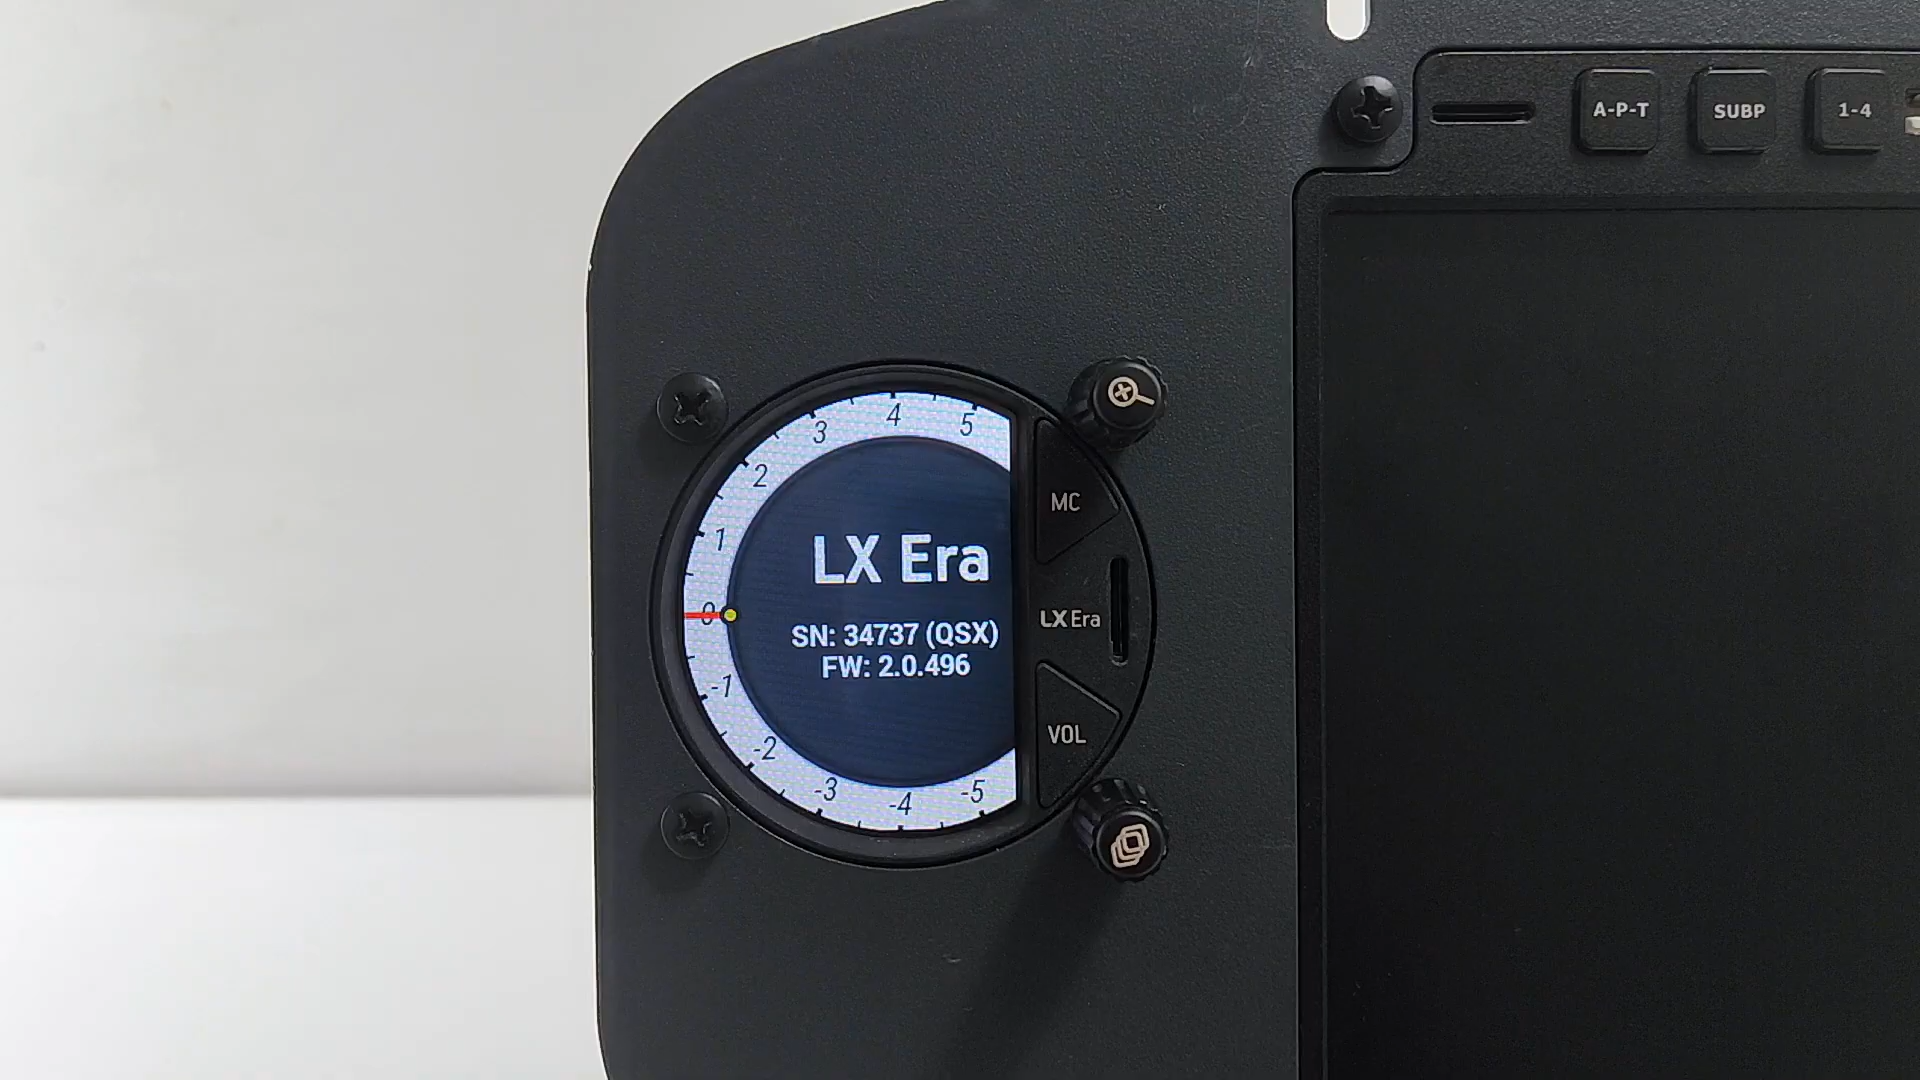 A-P-T SUBP 1-4
5
4
3
2
1
0
-1
-2
-3
-4
-5
LX Era
SN: 34737 (QSX)
FW: 2.0.496
MC
LX Era
VOL